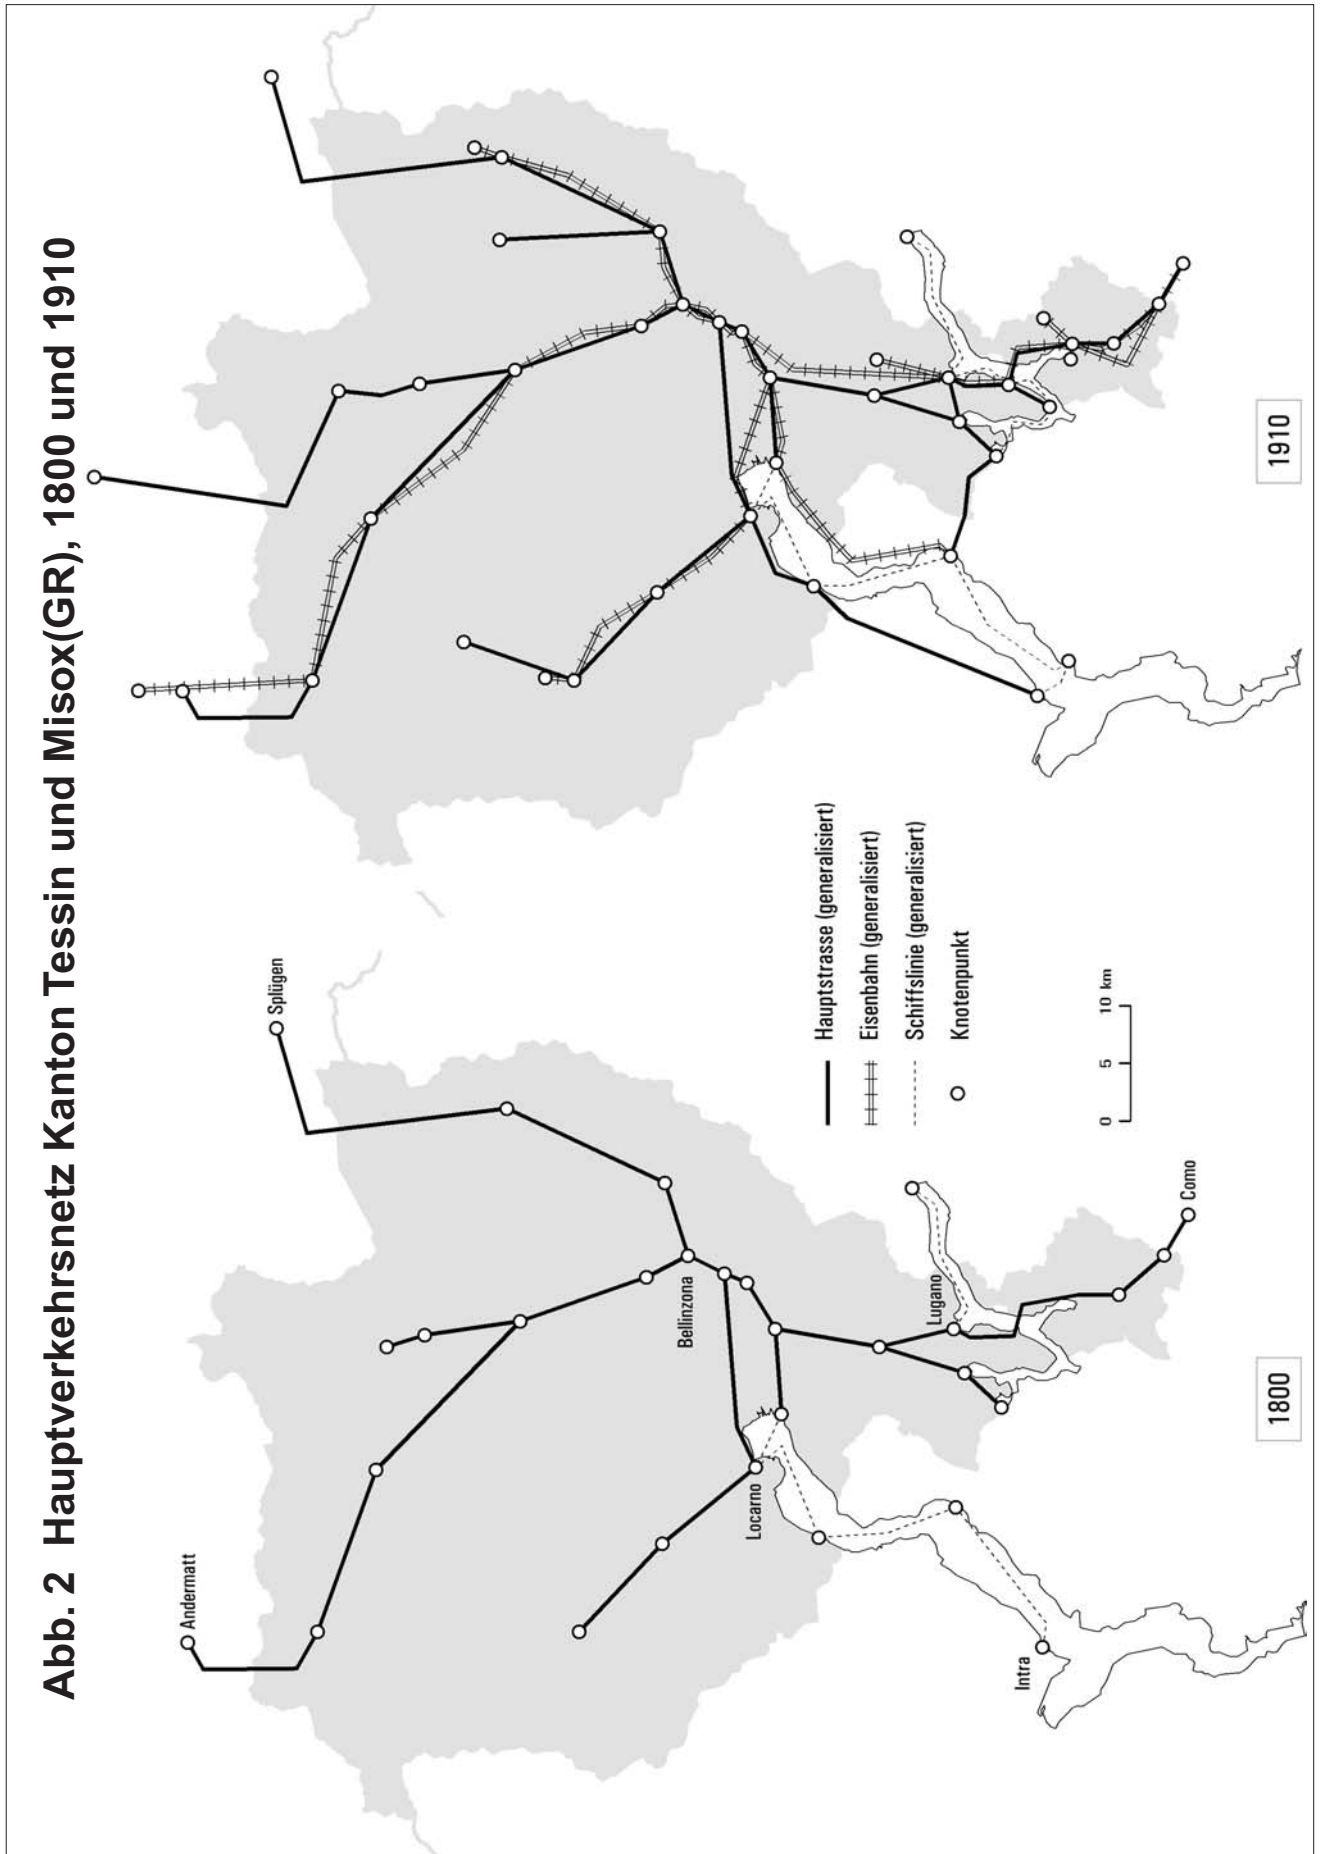 Abb. 2 Hauptverkehrsnetz Kanton Tessin und Misox(GR), 1800 und 1910
Andermatt
Splügen
Bellinzona
Locarno
Lugano
Intra
Como
1800
Hauptstrasse (generalisiert)
Eisenbahn (generalisiert)
Schiffslinie (generalisiert)
Knotenpunkt
0 5 10 km
1910